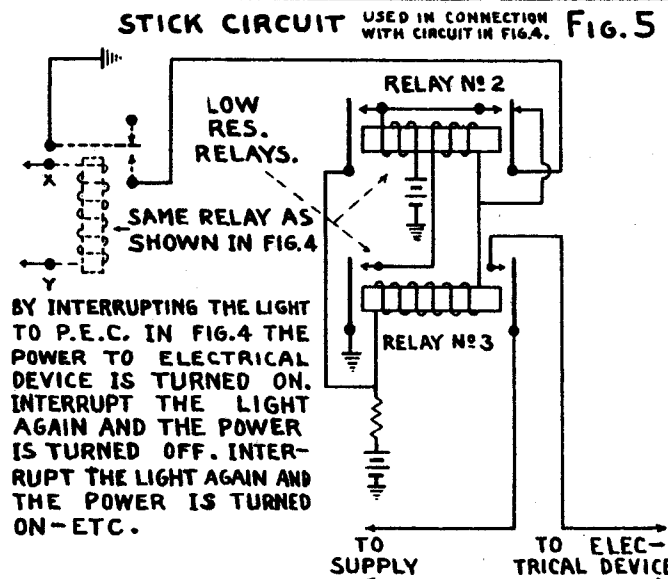 STICK CIRCUIT USED IN CONNECTION WITH CIRCUIT IN FIG.4. FIG.5
RELAY Nº 2
LOW
RES.
RELAYS.
X
SAME RELAY AS
SHOWN IN FIG.4
Y
BY INTERRUPTING THE LIGHT
TO P.E.C. IN FIG.4 THE
POWER TO ELECTRICAL
DEVICE IS TURNED ON.
INTERRUPT THE LIGHT
AGAIN AND THE POWER
IS TURNED OFF. INTER-
RUPT THE LIGHT AGAIN AND
THE POWER IS TURNED
ON-ETC.
RELAY Nº 3
TO
SUPPLY
TO ELEC-
TRICAL DEVICE